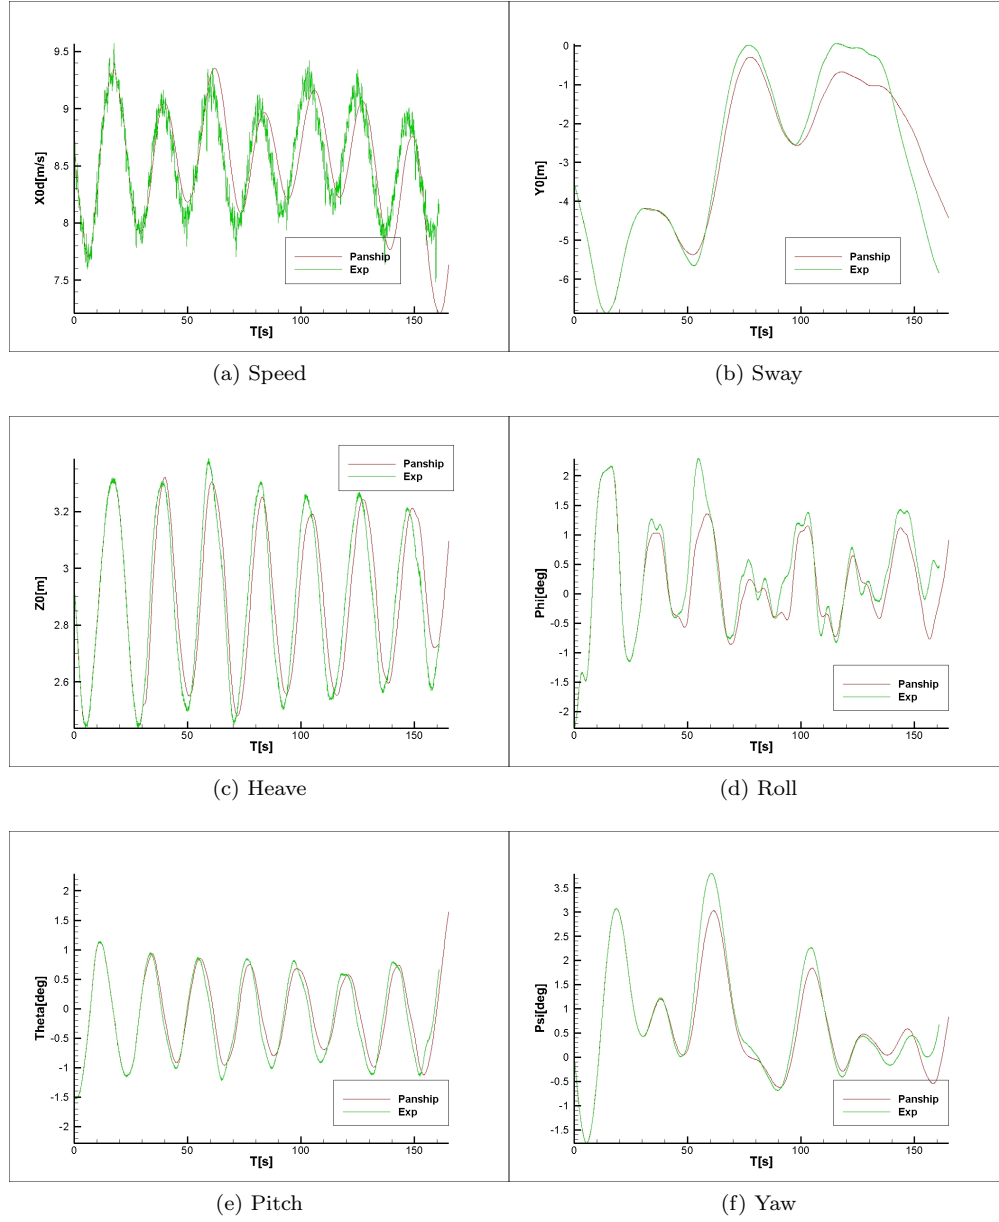 9.5
9
8.5
8
7.5
X0d[m/s]
0
50
100
150
T[s]
Panship
Exp
(a) Speed
0
-1
-2
-3
-4
-5
-6
Y0[m]
0
50
100
150
T[s]
Panship
Exp
(b) Sway
3.2
3
2.8
2.6
Z0[m]
0
50
100
150
T[s]
Panship
Exp
(c) Heave
2
1.5
1
0.5
0
-0.5
-1
-1.5
-2
Phi[deg]
0
50
100
150
T[s]
Panship
Exp
(d) Roll
2
1.5
1
0.5
0
-0.5
-1
-1.5
-2
Theta[deg]
0
50
100
150
T[s]
Panship
Exp
(e) Pitch
3.5
3
2.5
2
1.5
1
0.5
0
-0.5
-1
-1.5
Psi[deg]
0
50
100
150
T[s]
Panship
Exp
(f) Yaw